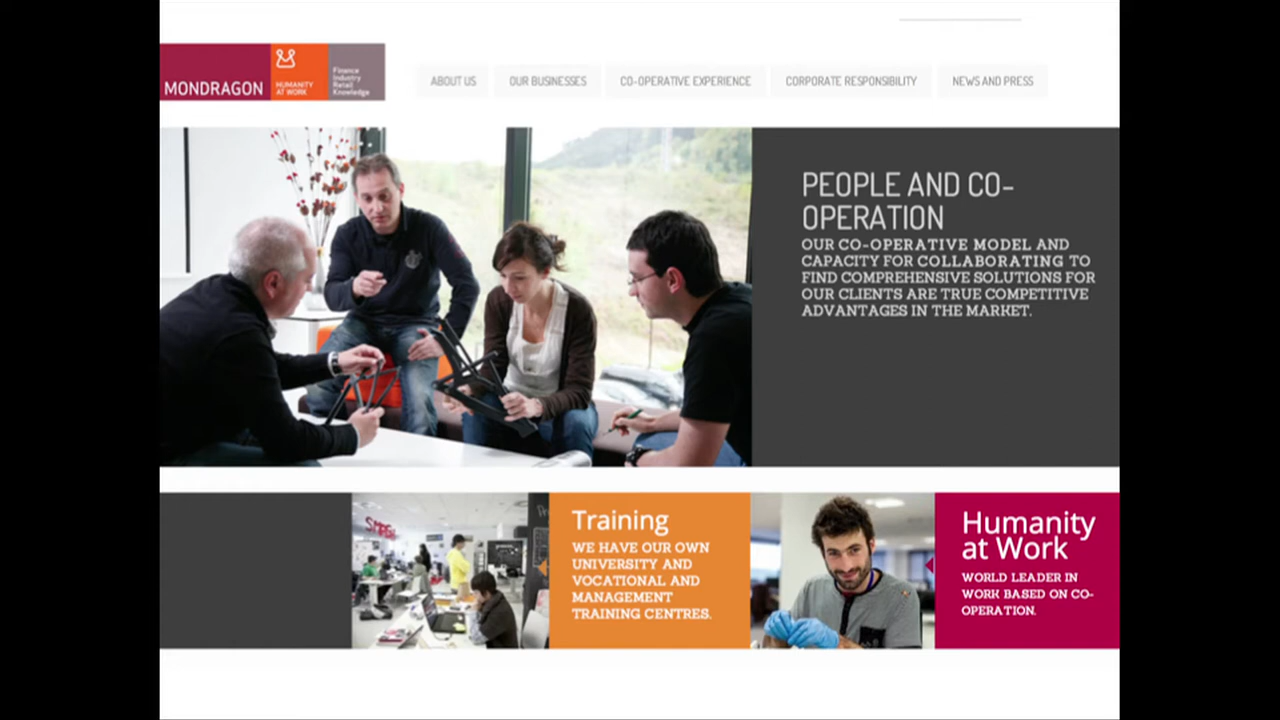 MONDRAGON
HUMANITY
AT WORK
Finance
Industry
Retail
Knowledge
ABOUT US
OUR BUSINESSES
CO-OPERATIVE EXPERIENCE
CORPORATE RESPONSIBILITY
NEWS AND PRESS
PEOPLE AND CO-
OPERATION
OUR CO-OPERATIVE MODEL AND
CAPACITY FOR COLLABORATING TO
FIND COMPREHENSIVE SOLUTIONS FOR
OUR CLIENTS ARE TRUE COMPETITIVE
ADVANTAGES IN THE MARKET.
Training
WE HAVE OUR OWN
UNIVERSITY AND
VOCATIONAL AND
MANAGEMENT
TRAINING CENTRES.
Humanity
at Work
WORLD LEADER IN
WORK BASED ON CO-
OPERATION.